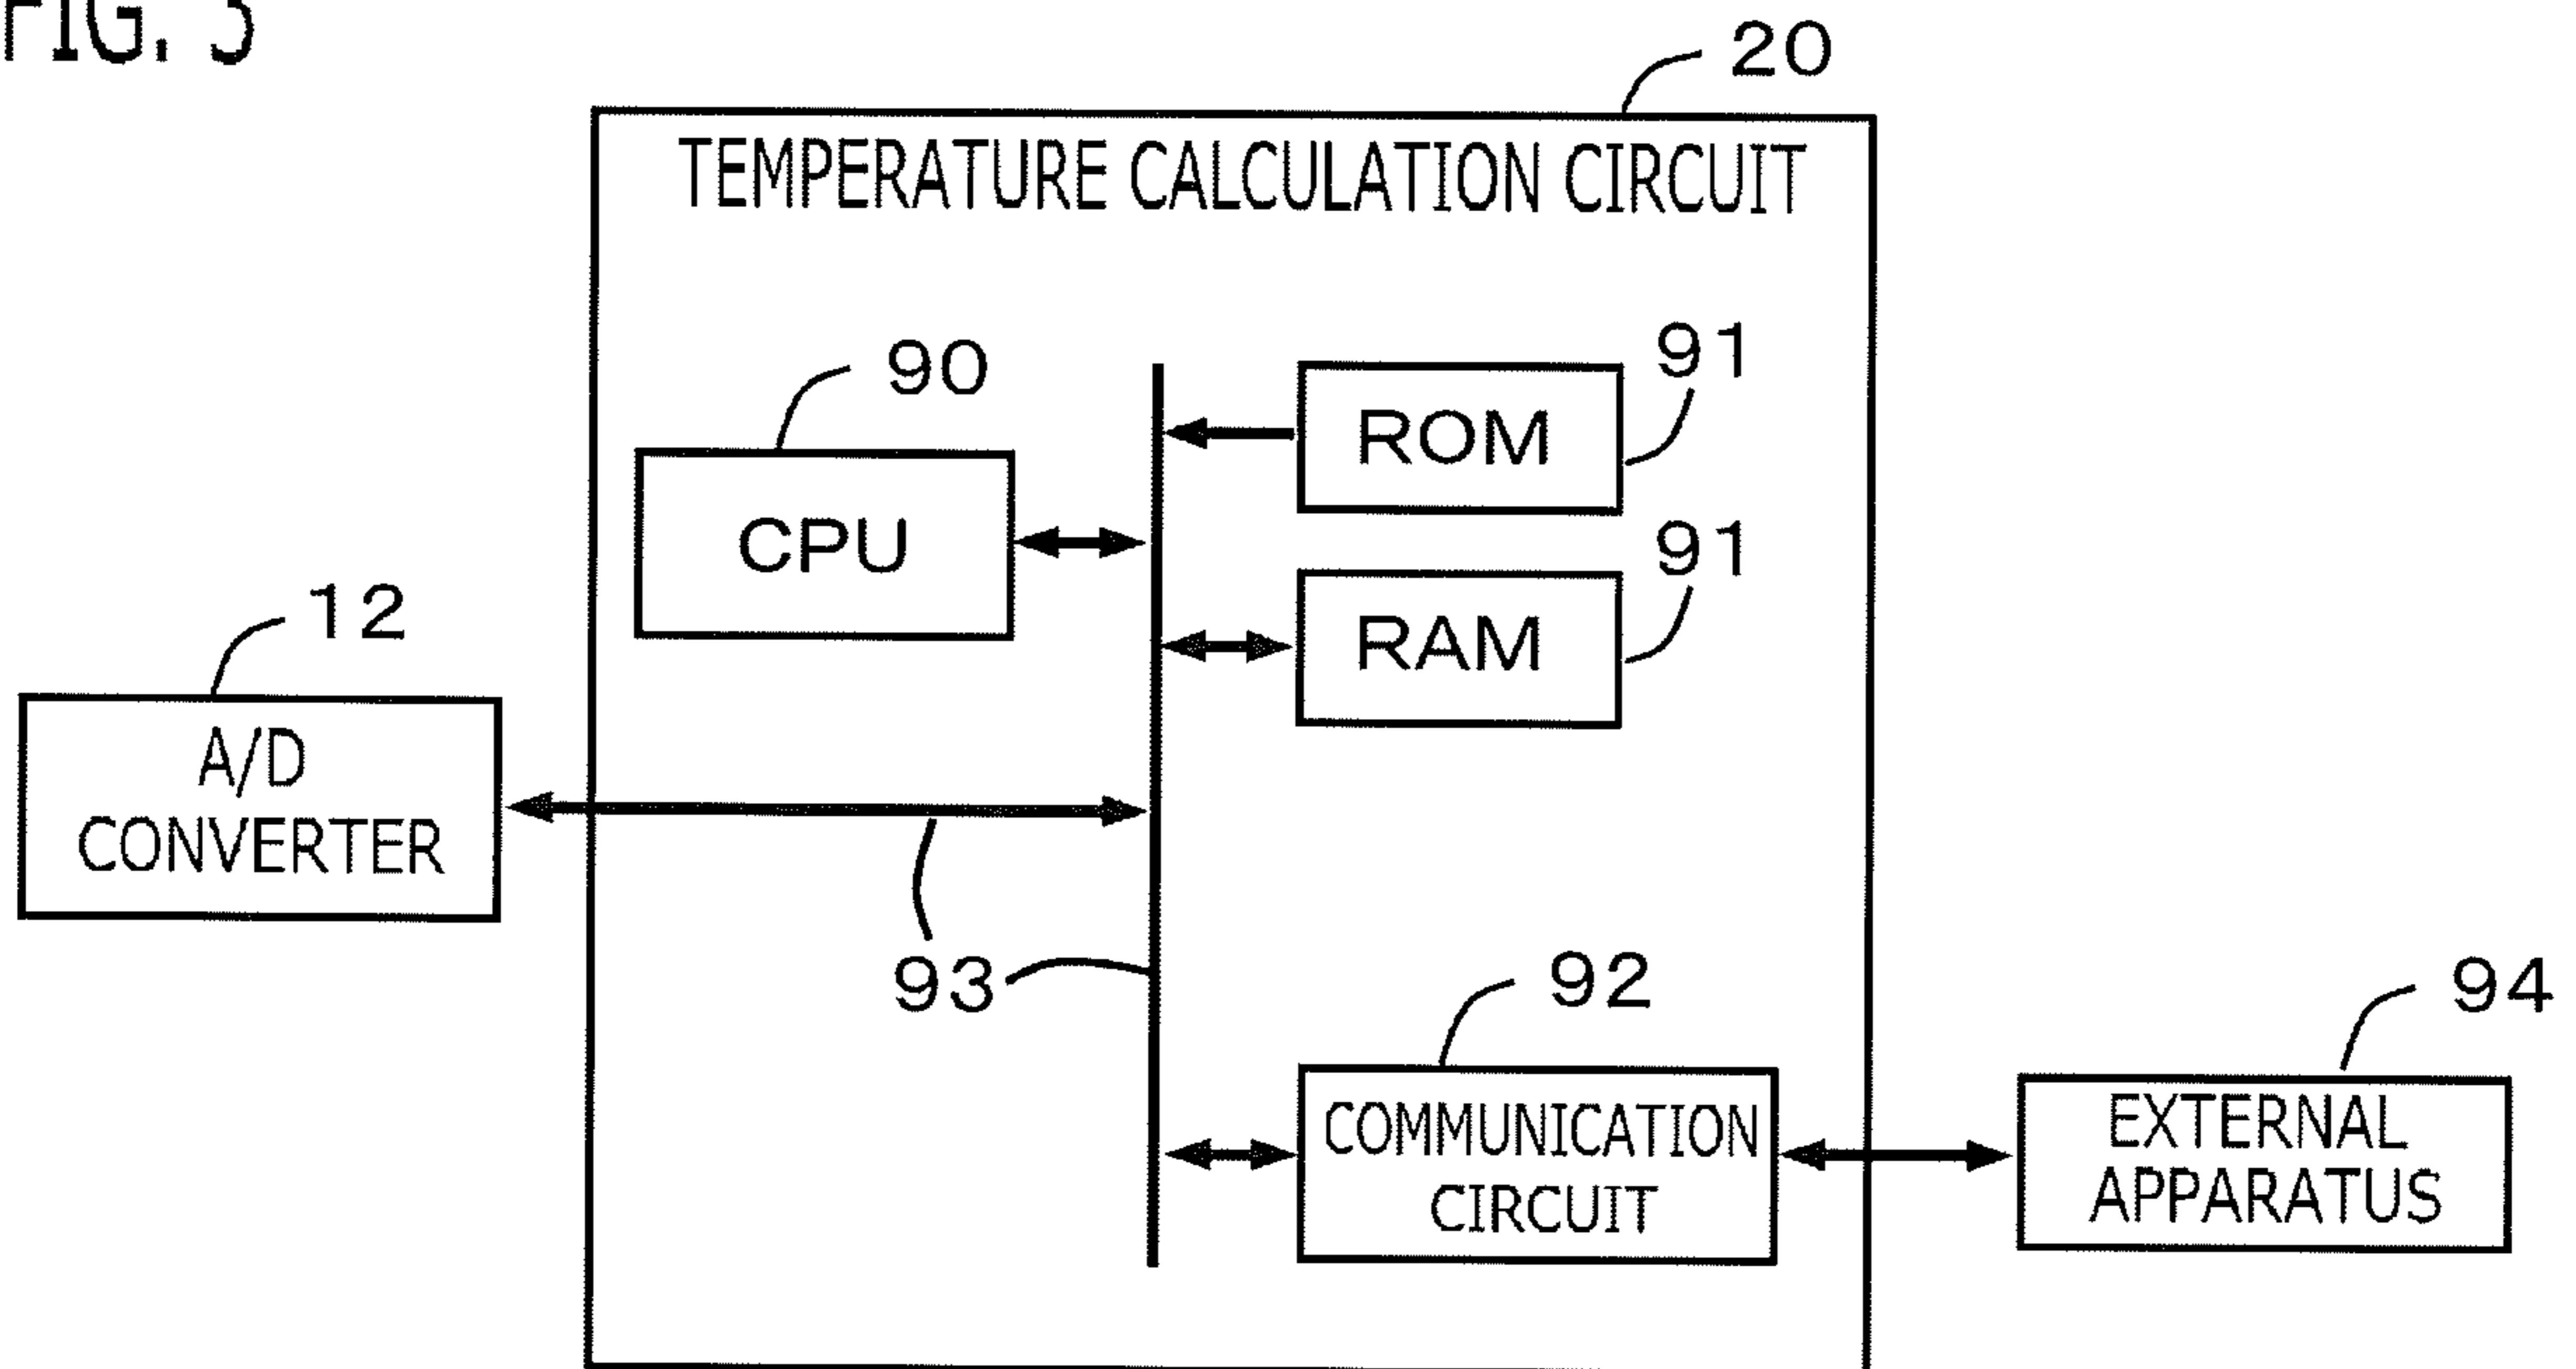 FIG.
20
TEMPERATURE CALCULATION CIRCUIT
90
CPU
91
ROM
91
RAM
12
A/D
CONVERTER
93
92
COMMUNICATION
CIRCUIT
94
EXTERNAL
APPARATUS